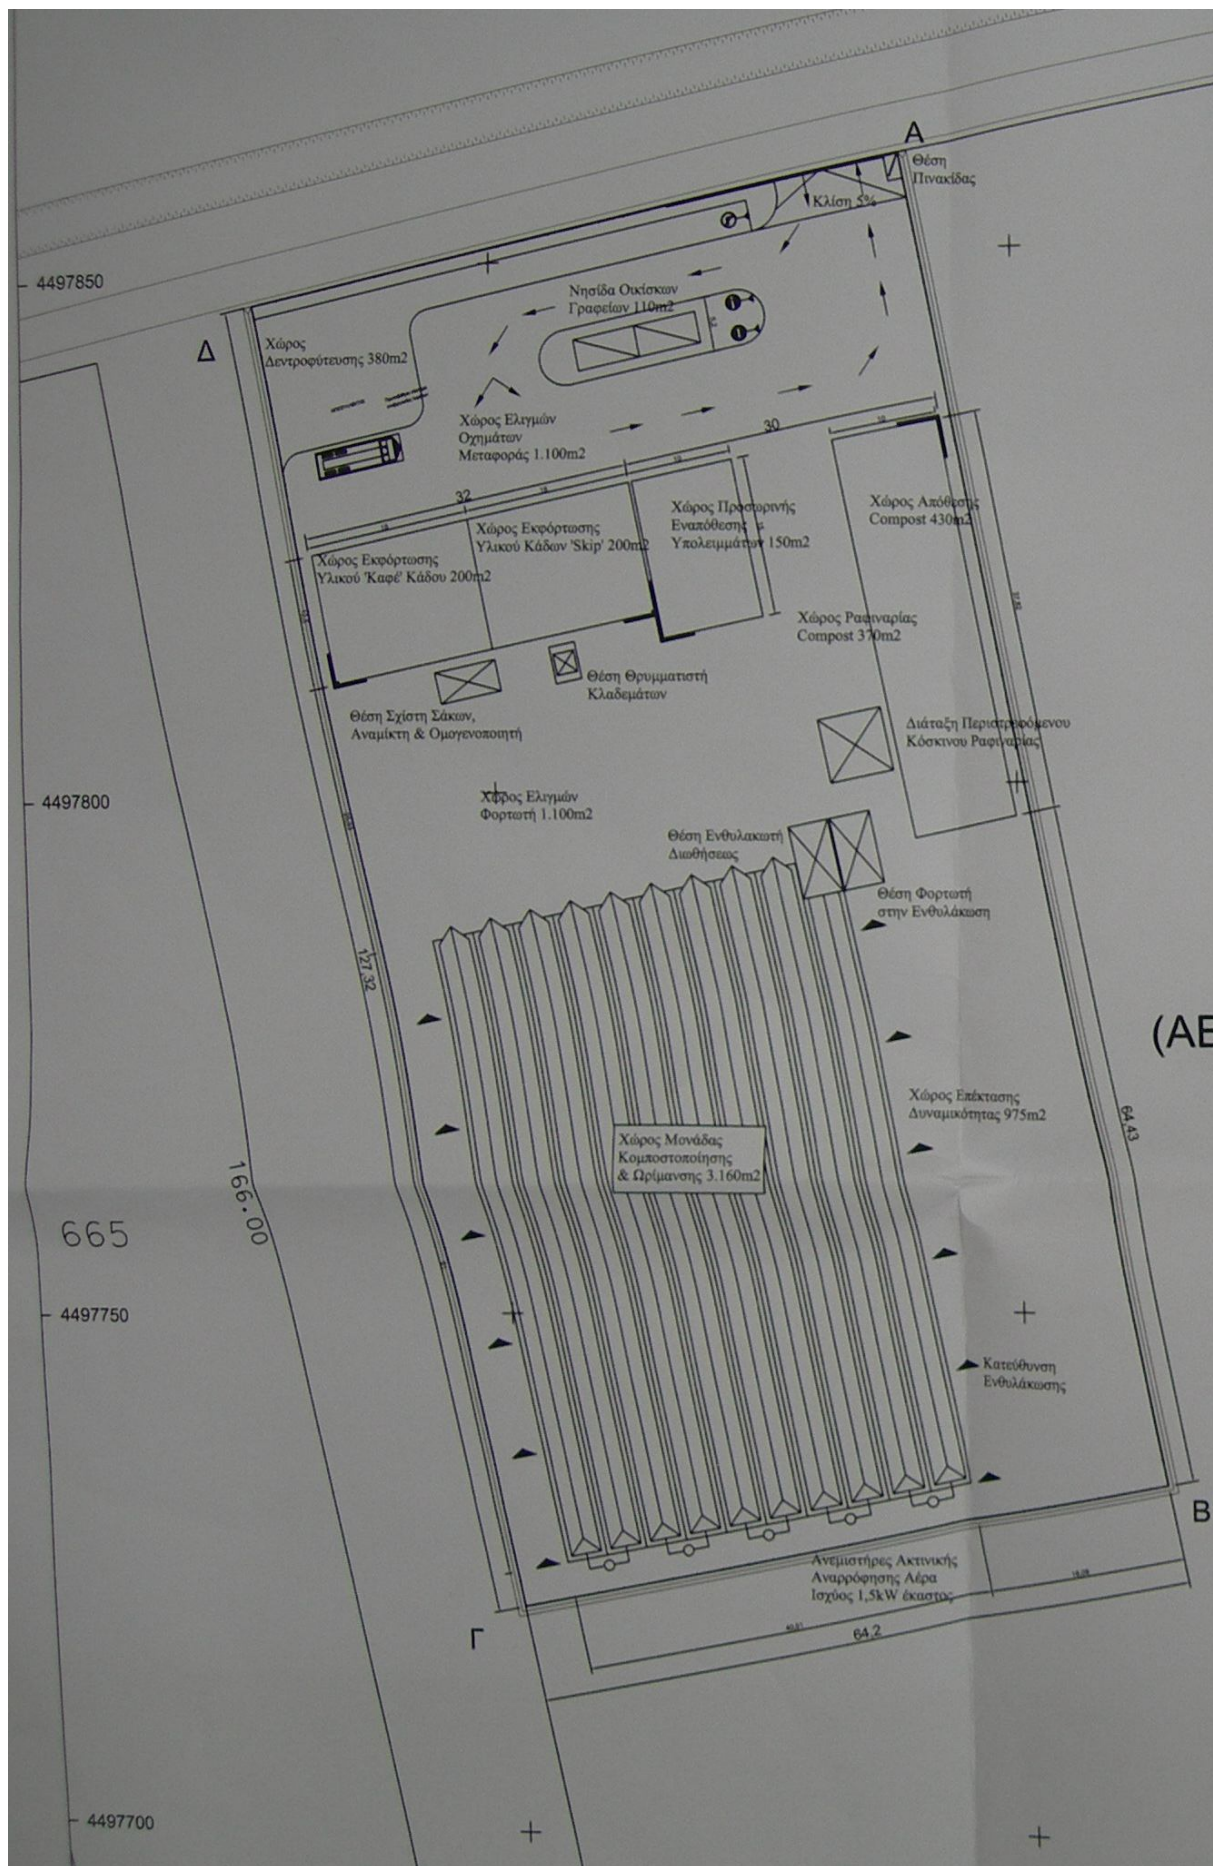 Α
Θέση
Πινακίδας
Κλίση 5%
4497850
Νησίδα Οικίσκων
Γραφείων 110m2
Δ
Χώρος
Δεντροφύτευσης 380m2
Χώρος Ελιγμών
Οχημάτων
Μεταφοράς 1.100m2
30
10
32
Χώρος Απόθεσης
Compost 430m2
Χώρος Προσωρινής
Εναπόθεσης
Υπολειμμάτων 150m2
Χώρος Εκφόρτωσης
Υλικού Κάδων 'Skip' 200m2
Χώρος Εκφόρτωσης
Υλικού 'Καφέ' Κάδου 200m2
Χώρος Ραφιναρίας
Compost 370m2
Θέση Θρυμματιστή
Κλαδεμάτων
Θέση Σχίστη Σάκων,
Αναμίκτη & Ομογενοποιητή
Διάταξη Περιστρεφόμενου
Κόσκινου Ραφιναρίας
4497800
Χώρος Ελιγμών
Φορτωτή 1.100m2
Θέση Ενθυλακωτή
Διωθήσεως
Θέση Φορτωτή
στην Ενθυλάκωση
127,32
(ΑΒ
Χώρος Επέκτασης
Δυναμικότητας 975m2
64,43
Χώρος Μονάδας
Κομποστοποίησης
& Ωρίμανσης 3.160m2
166.00
665
4497750
Κατεύθυνση
Ενθυλάκωσης
Β
Ανεμιστήρες Ακτινικής
Αναρρόφησης Αέρα
Ισχύος 1,5kW έκαστος
Γ
64,2
4497700